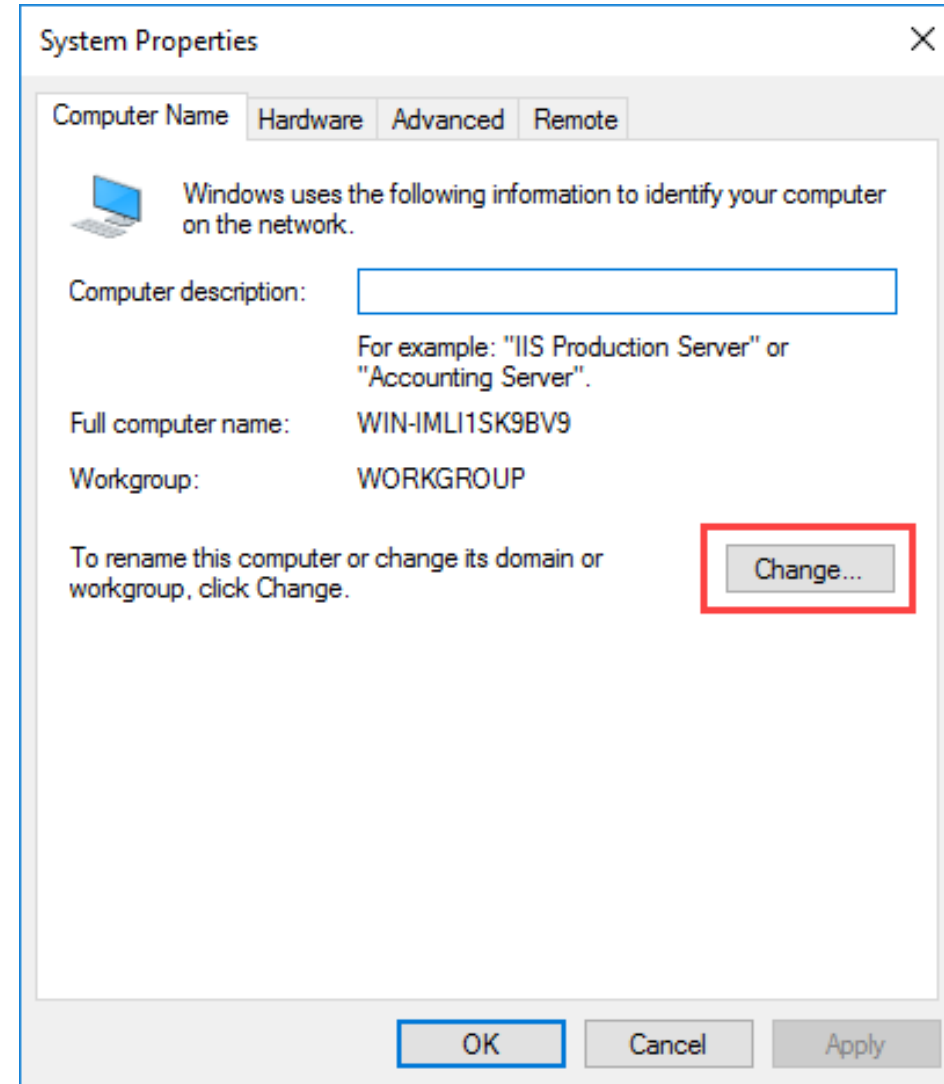 System Properties
Computer Name Hardware Advanced Remote
Windows uses the following information to identify your computer
on the network.
Computer description:
For example: "IIS Production Server" or
"Accounting Server".
Full computer name: WIN-IMLI1SK9BV9
Workgroup: WORKGROUP
To rename this computer or change its domain or
workgroup, click Change.
Change...
OK Cancel Apply